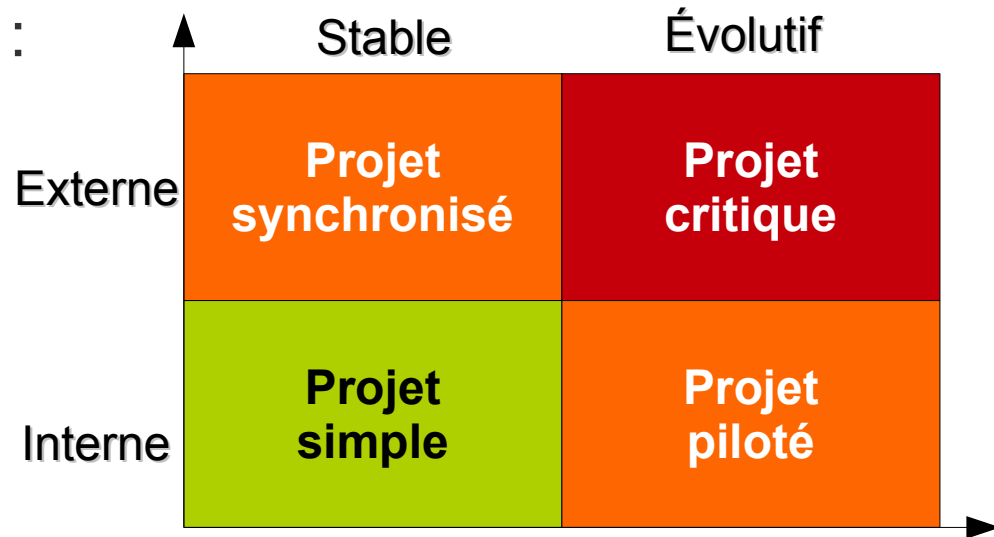 :
Stable
Évolutif
Externe
Projet
synchronisé
Projet
critique
Interne
Projet
simple
Projet
piloté